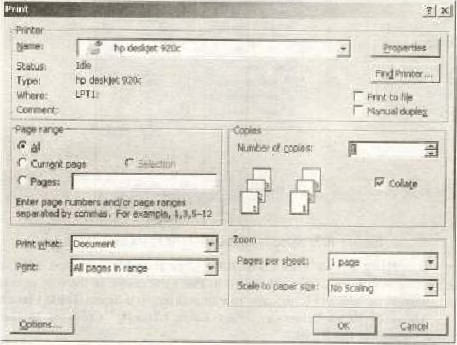 Print
Printer
Name: hp deskjet 920c
Properties
Status: Idle
Type: hp deskjet 920c
Find Printer...
Where: LPT1:
Comment:
Print to file
Manual duplex
Page range
All
Current page
Selection
Pages:
Enter page numbers and/or page ranges
separated by commas. For example, 1,3,5-12
Copies
Number of copies: 1
Collate
Print what: Document
Print: All pages in range
Zoom
Pages per sheet: 1 page
Scale to paper size: No Scaling
Options...
OK
Cancel